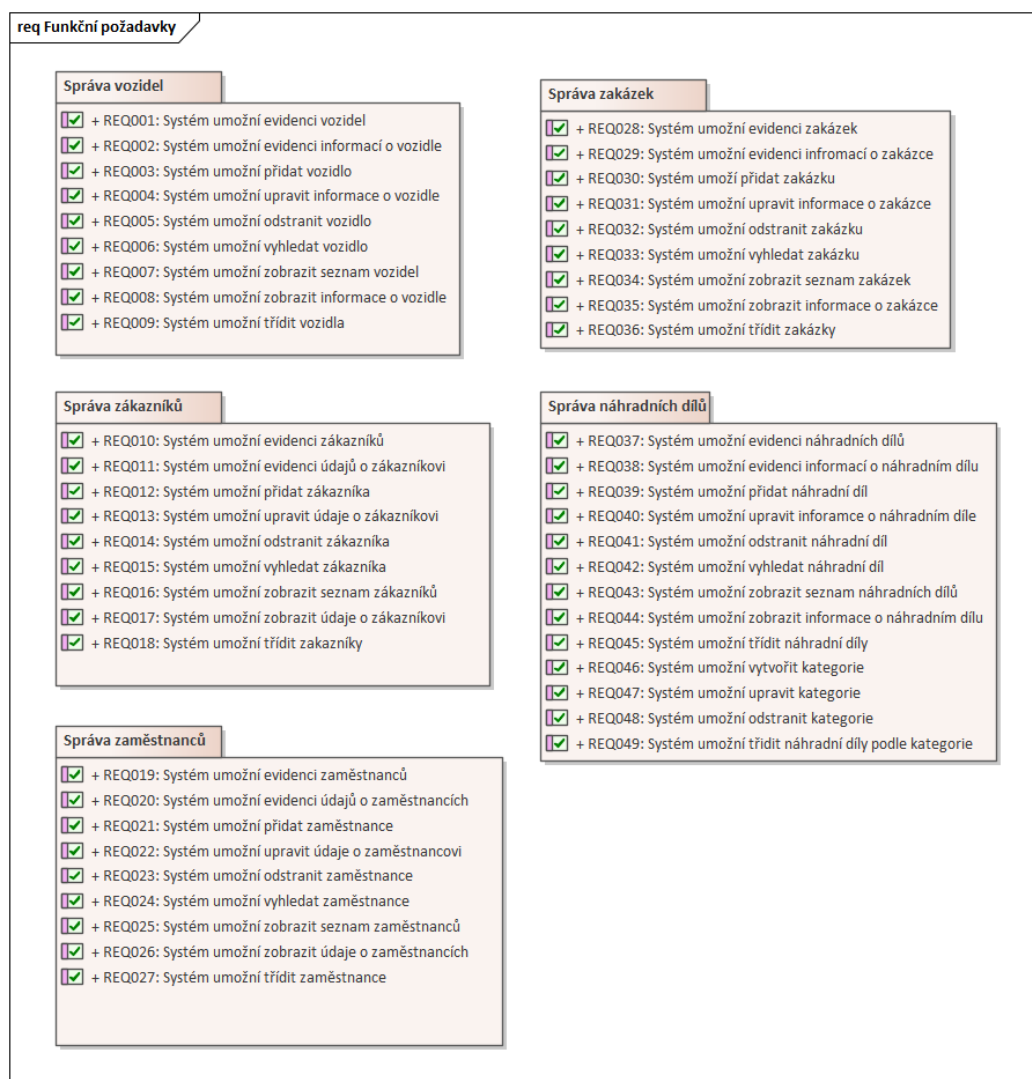 req Funkční požadavky
Správa vozidel
+ REQ001: Systém umožní evidenci vozidel
+ REQ002: Systém umožní evidenci informací o vozidle
+ REQ003: Systém umožní přidat vozidlo
+ REQ004: Systém umožní upravit informace o vozidle
+ REQ005: Systém umožní odstranit vozidlo
+ REQ006: Systém umožní vyhledat vozidlo
+ REQ007: Systém umožní zobrazit seznam vozidel
+ REQ008: Systém umožní zobrazit informace o vozidle
+ REQ009: Systém umožní třídit vozidla
Správa zákazníků
+ REQ010: Systém umožní evidenci zákazníků
+ REQ011: Systém umožní evidenci údajů o zákazníkovi
+ REQ012: Systém umožní přidat zákazníka
+ REQ013: Systém umožní upravit údaje o zákazníkovi
+ REQ014: Systém umožní odstranit zákazníka
+ REQ015: Systém umožní vyhledat zákazníka
+ REQ016: Systém umožní zobrazit seznam zákazníků
+ REQ017: Systém umožní zobrazit údaje o zákazníkovi
+ REQ018: Systém umožní třídit zakazníky
Správa zaměstnanců
+ REQ019: Systém umožní evidenci zaměstnanců
+ REQ020: Systém umožní evidenci údajů o zaměstnancích
+ REQ021: Systém umožní přidat zaměstnance
+ REQ022: Systém umožní upravit údaje o zaměstnancovi
+ REQ023: Systém umožní odstranit zaměstnance
+ REQ024: Systém umožní vyhledat zaměstnance
+ REQ025: Systém umožní zobrazit seznam zaměstnanců
+ REQ026: Systém umožní zobrazit údaje o zaměstnancích
+ REQ027: Systém umožní třídit zaměstnance
Správa zakázek
+ REQ028: Systém umožní evidenci zakázek
+ REQ029: Systém umožní evidenci infromací o zakázce
+ REQ030: Systém umoží přidat zakázku
+ REQ031: Systém umožní upravit informace o zakázce
+ REQ032: Systém umožní odstranit zakázku
+ REQ033: Systém umožní vyhledat zakázku
+ REQ034: Systém umožní zobrazit seznam zakázek
+ REQ035: Systém umožní zobrazit informace o zakázce
+ REQ036: Systém umožní třídit zakázky
Správa náhradních dílů
+ REQ037: Systém umožní evidenci náhradních dílů
+ REQ038: Systém umožní evidenci informací o náhradním dílu
+ REQ039: Systém umožní přidat náhradní díl
+ REQ040: Systém umožní upravit inforamce o náhradním díle
+ REQ041: Systém umožní odstranit náhradní díl
+ REQ042: Systém umožní vyhledat náhradní díl
+ REQ043: Systém umožní zobrazit seznam náhradních dílů
+ REQ044: Systém umožní zobrazit informace o náhradním dílu
+ REQ045: Systém umožní třídit náhradní díly
+ REQ046: Systém umožní vytvořit kategorie
+ REQ047: Systém umožní upravit kategorie
+ REQ048: Systém umožní odstranit kategorie
+ REQ049: Systém umožní třidit náhradní díly podle kategorie